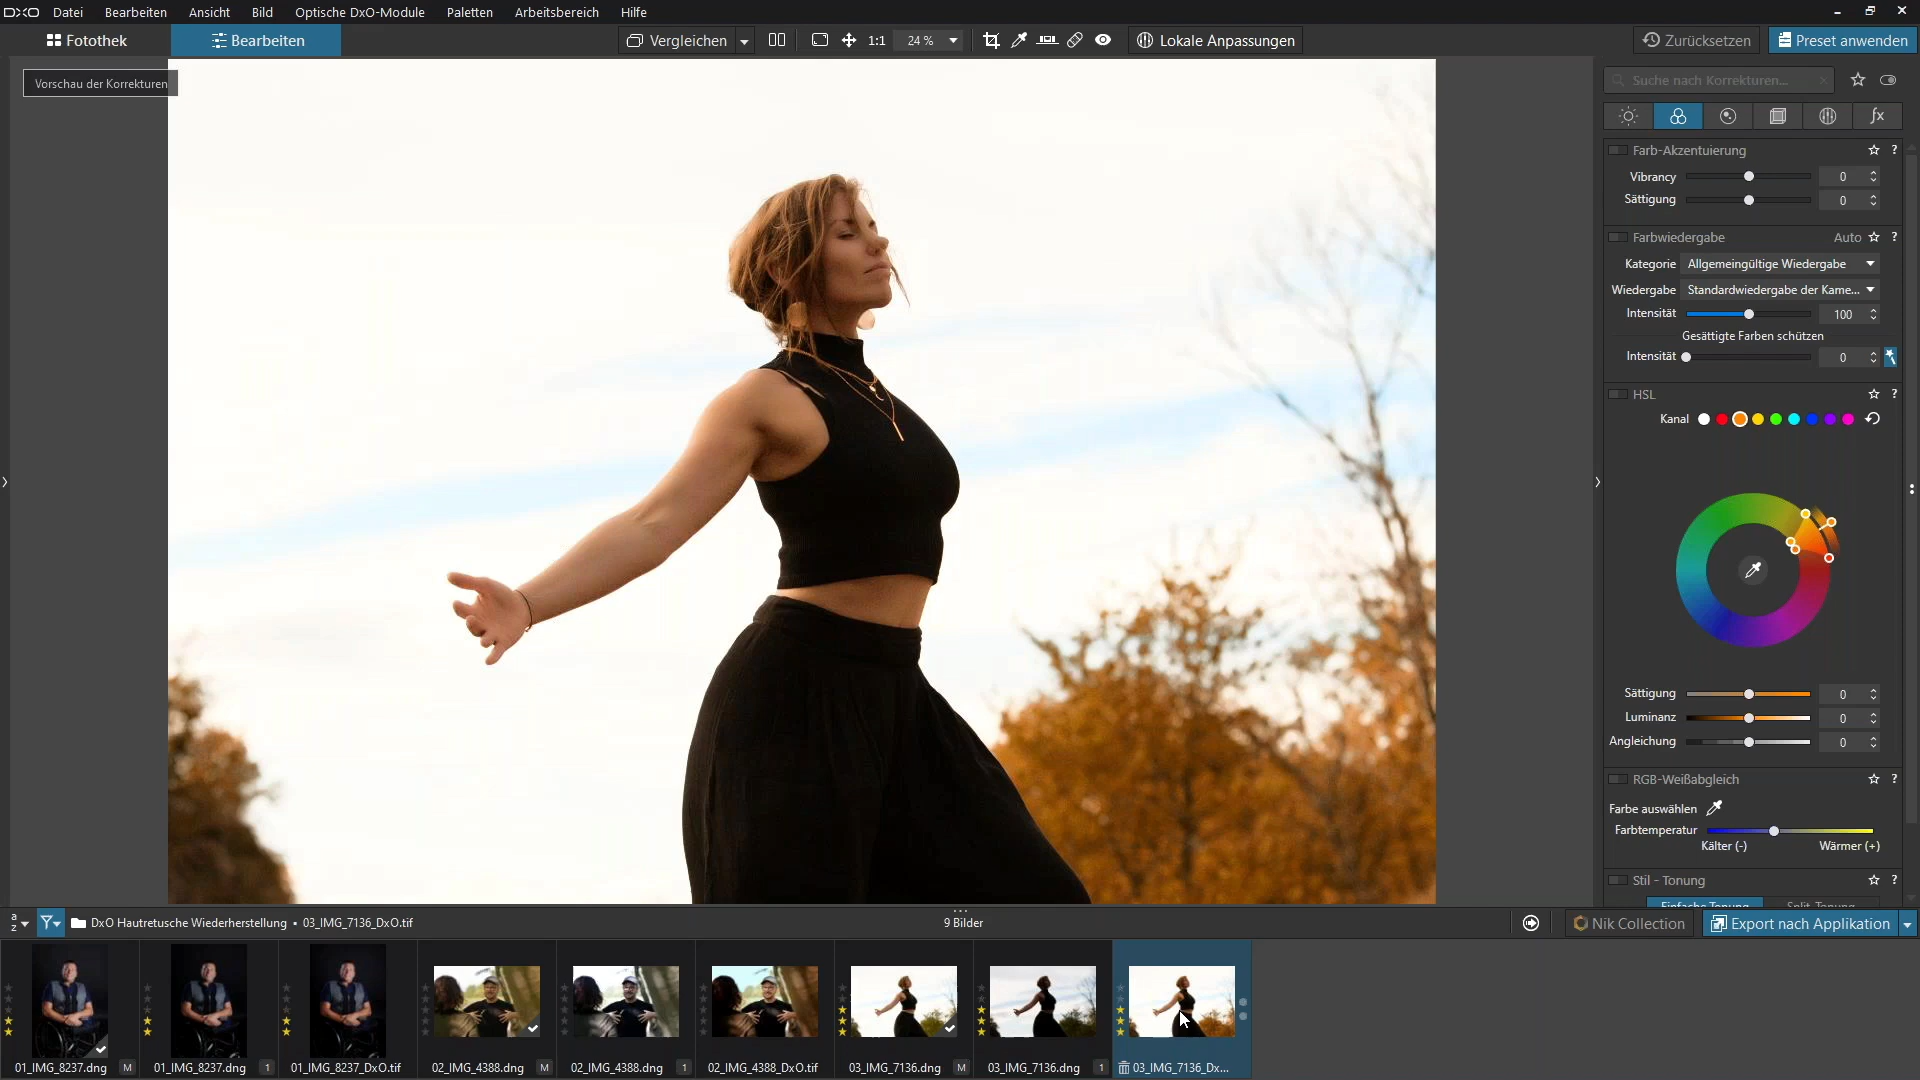 DXO Datei Bearbeiten Ansicht Bild Optische DxO-Module Paletten Arbeitsbereich Hilfe
Fotothek Bearbeiten Vergleichen 1:1 24 % Lokale Anpassungen Zurücksetzen Preset anwenden
Vorschau der Korrekturen
Suche nach Korrekturen...
fx
Farb-Akzentuierung ?
Vibrancy 0
Sättigung 0
Farbwiedergabe Auto ?
Kategorie Allgemeingültige Wiedergabe
Wiedergabe Standardwiedergabe der Kame...
Intensität 100
Gesättigte Farben schützen
Intensität 0
HSL ?
Kanal
Sättigung 0
Luminanz 0
Angleichung 0
RGB-Weißabgleich ?
Farbe auswählen
Farbtemperatur
Kälter (-) Wärmer (+)
Stil - Tonung ?
Einfache Tonung Split-Tonung
a z DxO Hautretusche Wiederherstellung • 03_IMG_7136_DxO.tif 9 Bilder Nik Collection Export nach Applikation
01_IMG_8237.dng M 01_IMG_8237.dng 1 01_IMG_8237_DxO.tif 02_IMG_4388.dng M 02_IMG_4388.dng 1 02_IMG_4388_DxO.tif 03_IMG_7136.dng M 03_IMG_7136.dng 1 03_IMG_7136_Dx...